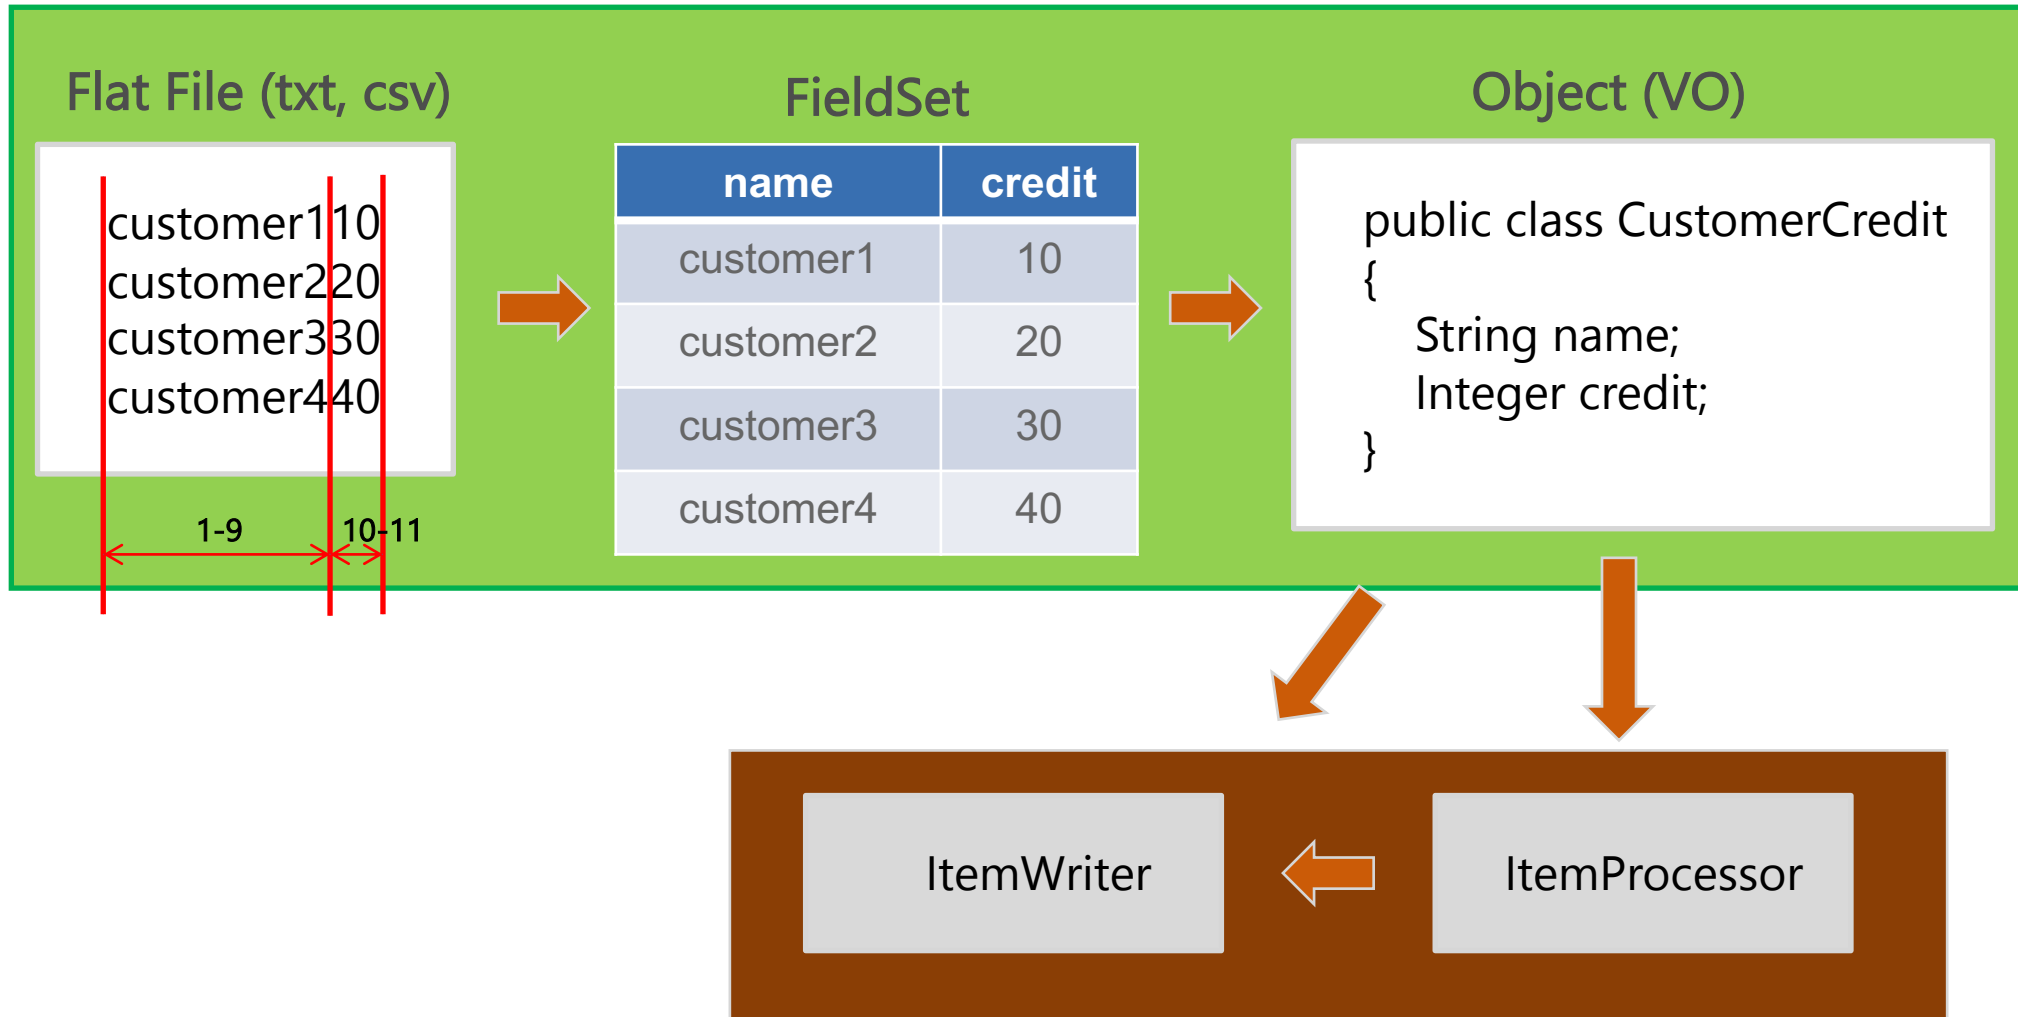 Flat File (txt, csv)
customer110
customer220
customer330
customer440
1-9
10-11
FieldSet
name credit
customer1 10
customer2 20
customer3 30
customer4 40
Object (VO)
public class CustomerCredit
{
String name;
Integer credit;
}
ItemWriter
ItemProcessor